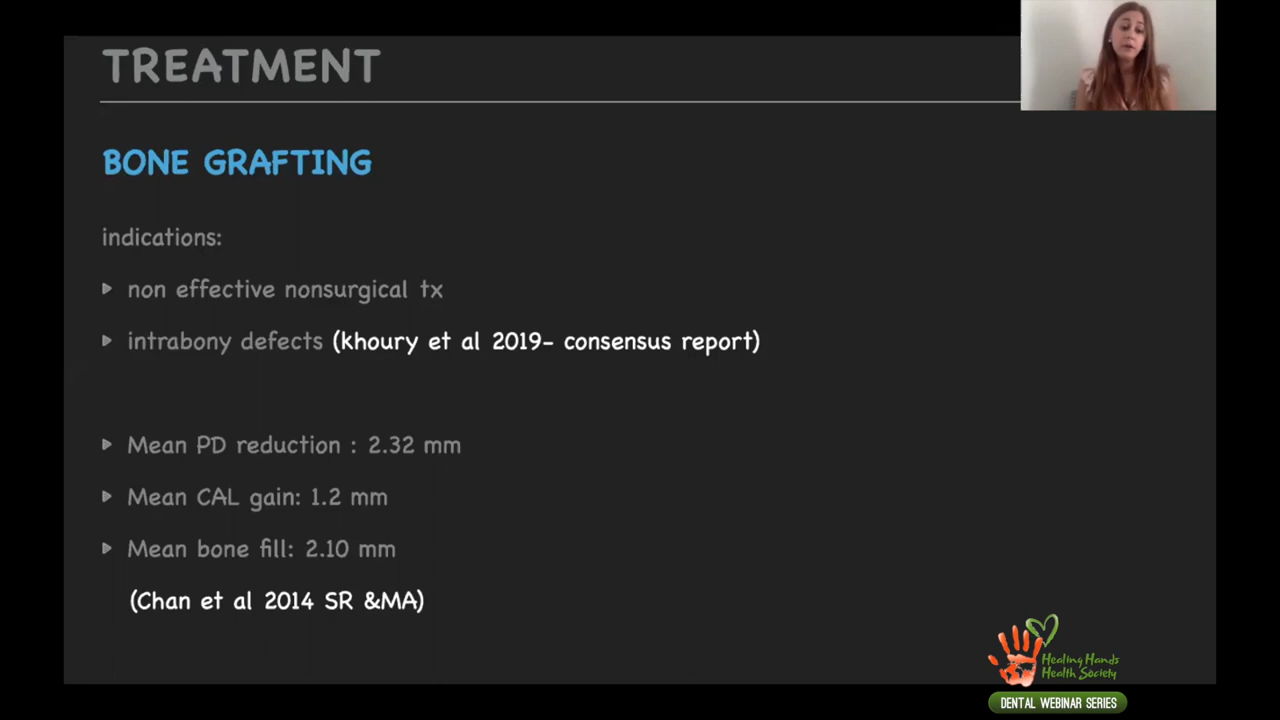 TREATMENT
BONE GRAFTING
indications:
non effective nonsurgical tx
intrabony defects (khoury et al 2019- consensus report)
Mean PD reduction : 2.32 mm
Mean CAL gain: 1.2 mm
Mean bone fill: 2.10 mm
(Chan et al 2014 SR &MA)
Healing Hands
Health Society
DENTAL WEBINAR SERIES